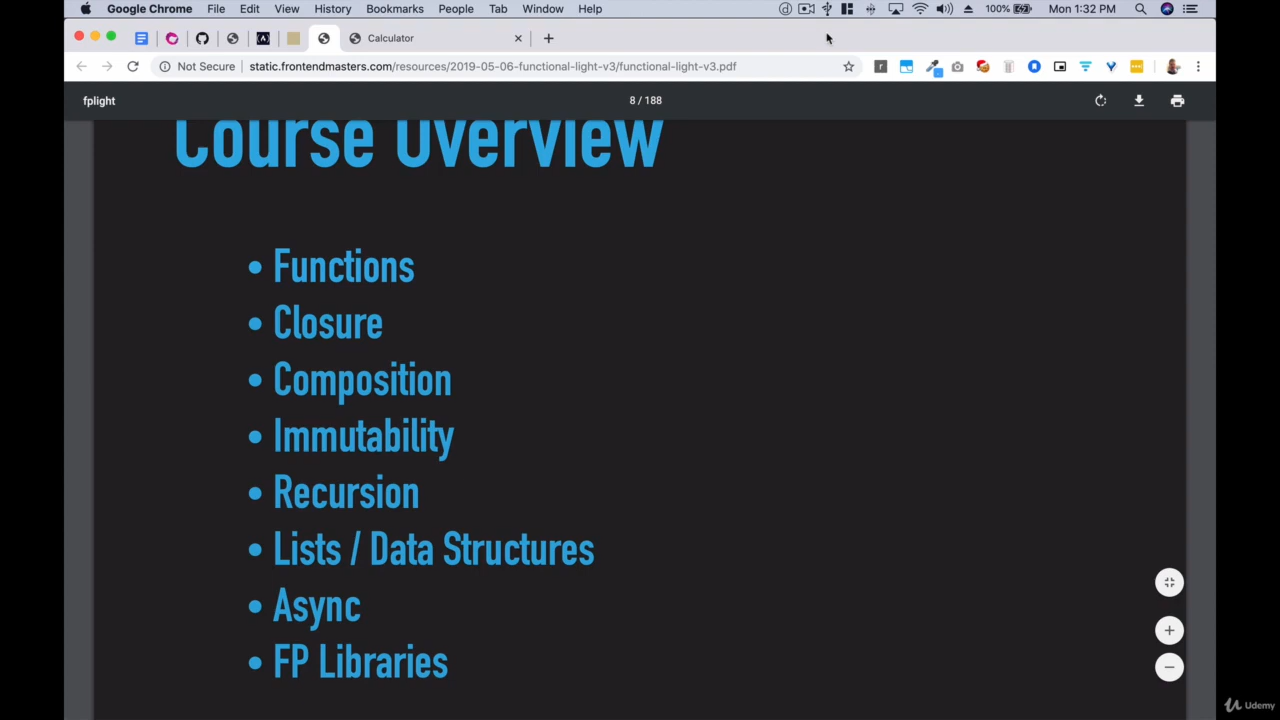 Google Chrome File Edit View History Bookmarks People Tab Window Help 100% Mon 1:32 PM
Calculator
Not Secure static.frontendmasters.com/resources/2019-05-06-functional-light-v3/functional-light-v3.pdf
fplight 8 / 188
Course Overview
• Functions
• Closure
• Composition
• Immutability
• Recursion
• Lists / Data Structures
• Async
• FP Libraries
Udemy